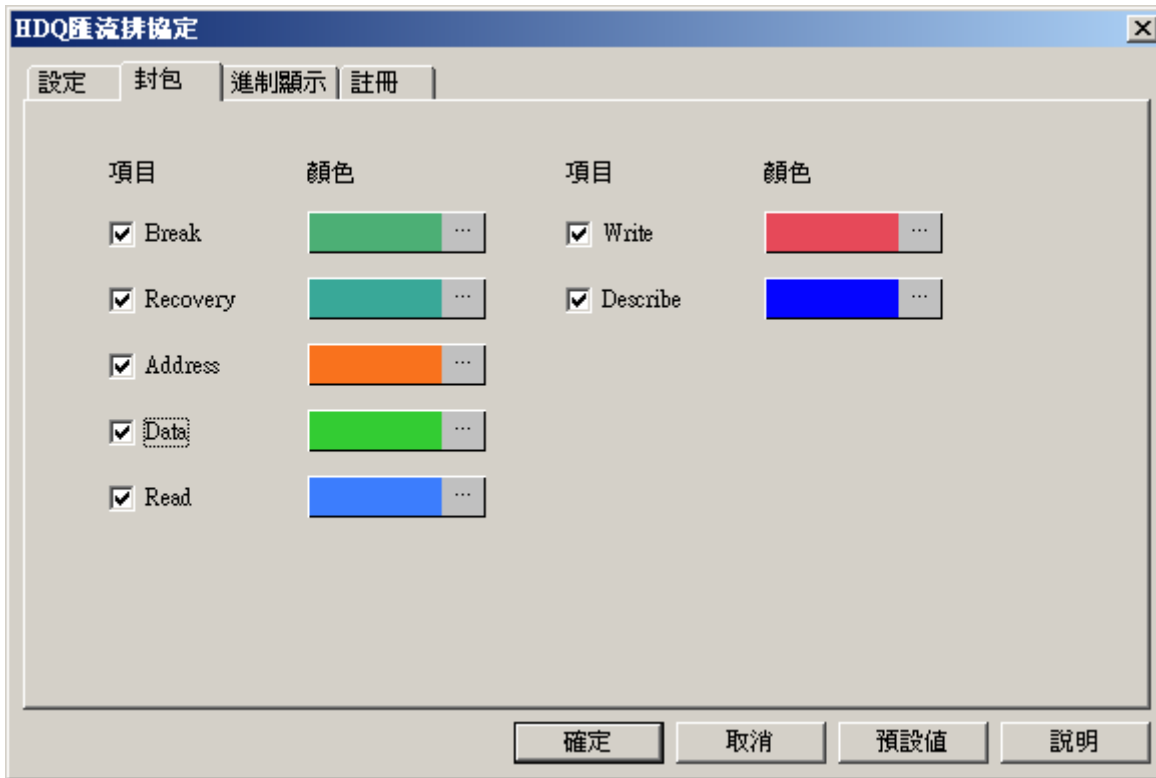 HDQ匯流排協定
設定 封包 進制顯示 註冊
項目 顏色 項目 顏色
Break ... Write ...
Recovery ... Describe ...
Address ...
Data ...
Read ...
確定 取消 預設值 說明